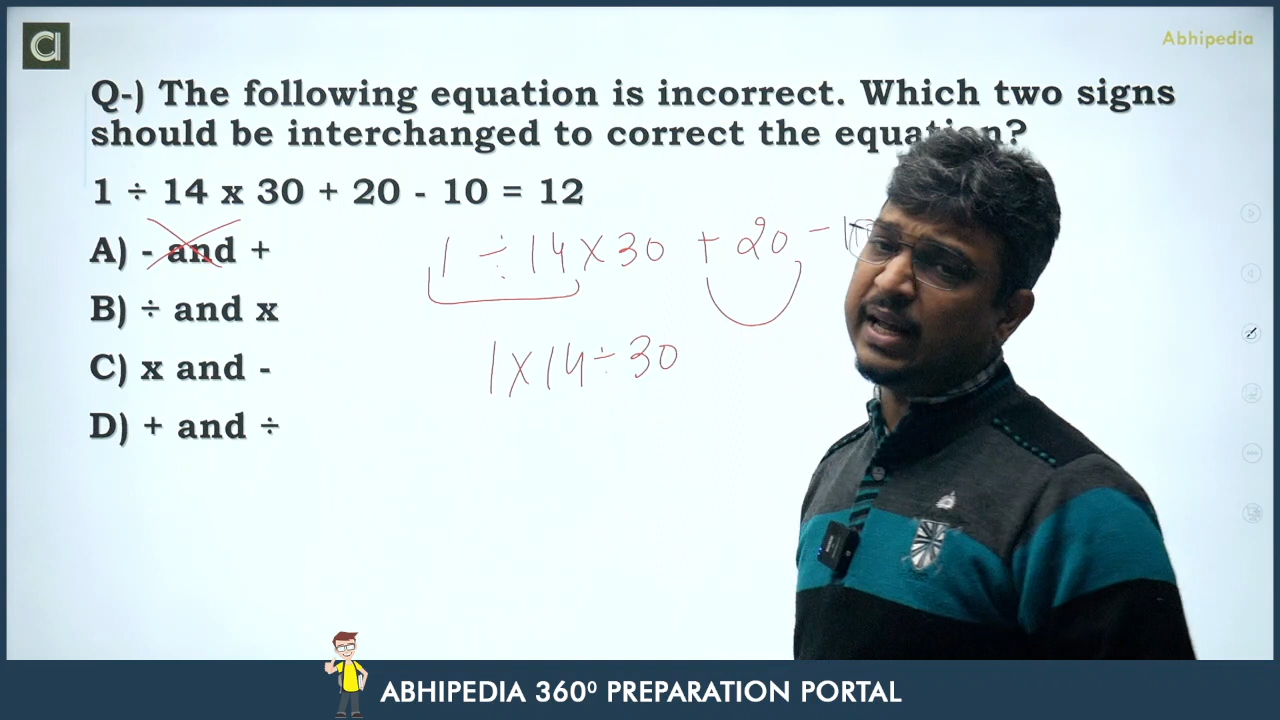 Abhipedia
Q-) The following equation is incorrect. Which two signs
should be interchanged to correct the equation?
1 ÷ 14 x 30 + 20 - 10 = 12
A) - and +
1 ÷ 14 x 30 + 20 -
B) ÷ and x
1 x 14 ÷ 30
C) x and -
D) + and ÷
ABHIPEDIA 360⁰ PREPARATION PORTAL